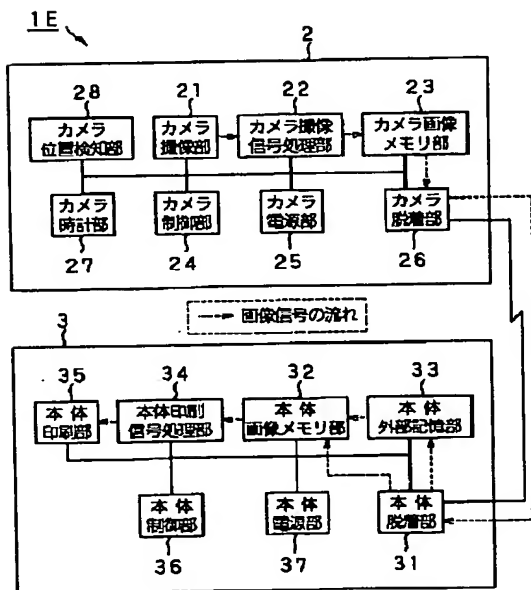 1E
2
28
21
22
23
カメラ
位置検知部
カメラ
撮像部
カメラ撮像
信号処理部
カメラ画像
メモリ部
カメラ
時計部
カメラ
制御部
カメラ
電源部
カメラ
脱着部
27
24
25
26
画像信号の流れ
3
35
34
32
33
本体
印刷部
本体印刷
信号処理部
本体
画像メモリ部
本体
外部記憶部
本体
制御部
本体
電源部
本体
脱着部
36
37
31